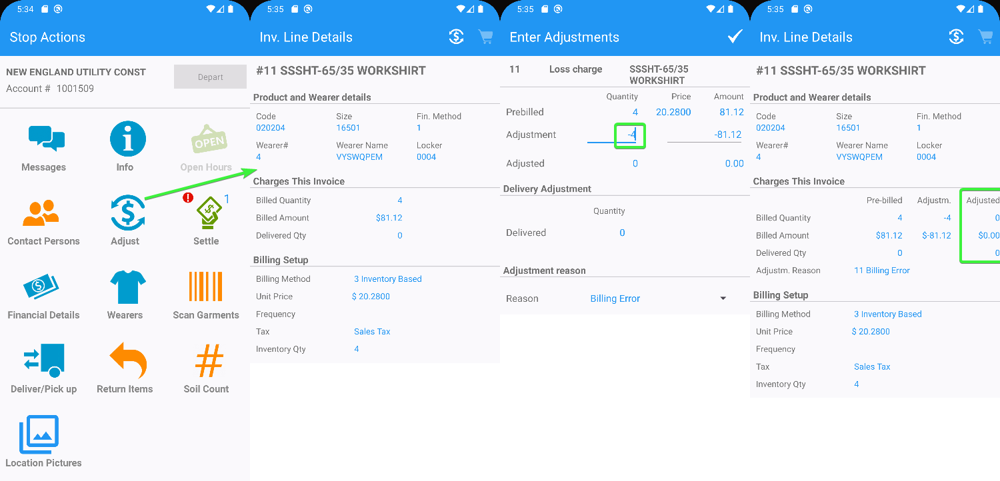 5:34
Stop Actions
NEW ENGLAND UTILITY CONST
Depart
Account # 1001509
Messages
Info
OPEN
Open Hours
Contact Persons
Adjust
1
Settle
Financial Details
Wearers
Scan Garments
Deliver/Pick up
Return Items
Soil Count
Location Pictures
5:35
Inv. Line Details
#11 SSSHT-65/35 WORKSHIRT
Product and Wearer details
Code Size Fin. Method
020204 16501 1
Wearer# Wearer Name Locker
4 VYSWQPEM 0004
Charges This Invoice
Billed Quantity 4
Billed Amount $81.12
Delivered Qty 0
Billing Setup
Billing Method 3 Inventory Based
Unit Price $ 20.2800
Frequency
Tax Sales Tax
Inventory Qty 4
5:35
Enter Adjustments
11 Loss charge SSSHT-65/35
WORKSHIRT
Quantity Price Amount
Prebilled 4 20.2800 81.12
Adjustment -4 -81.12
Adjusted 0 0.00
Delivery Adjustment
Quantity
Delivered 0
Adjustment reason
Reason Billing Error
5:35
Inv. Line Details
#11 SSSHT-65/35 WORKSHIRT
Product and Wearer details
Code Size Fin. Method
020204 16501 1
Wearer# Wearer Name Locker
4 VYSWQPEM 0004
Charges This Invoice
Pre-billed Adjustm. Adjusted
Billed Quantity 4 -4 0
Billed Amount $81.12 $-81.12 $0.00
Delivered Qty 0 0
Adjustm. Reason 11 Billing Error
Billing Setup
Billing Method 3 Inventory Based
Unit Price $ 20.2800
Frequency
Tax Sales Tax
Inventory Qty 4